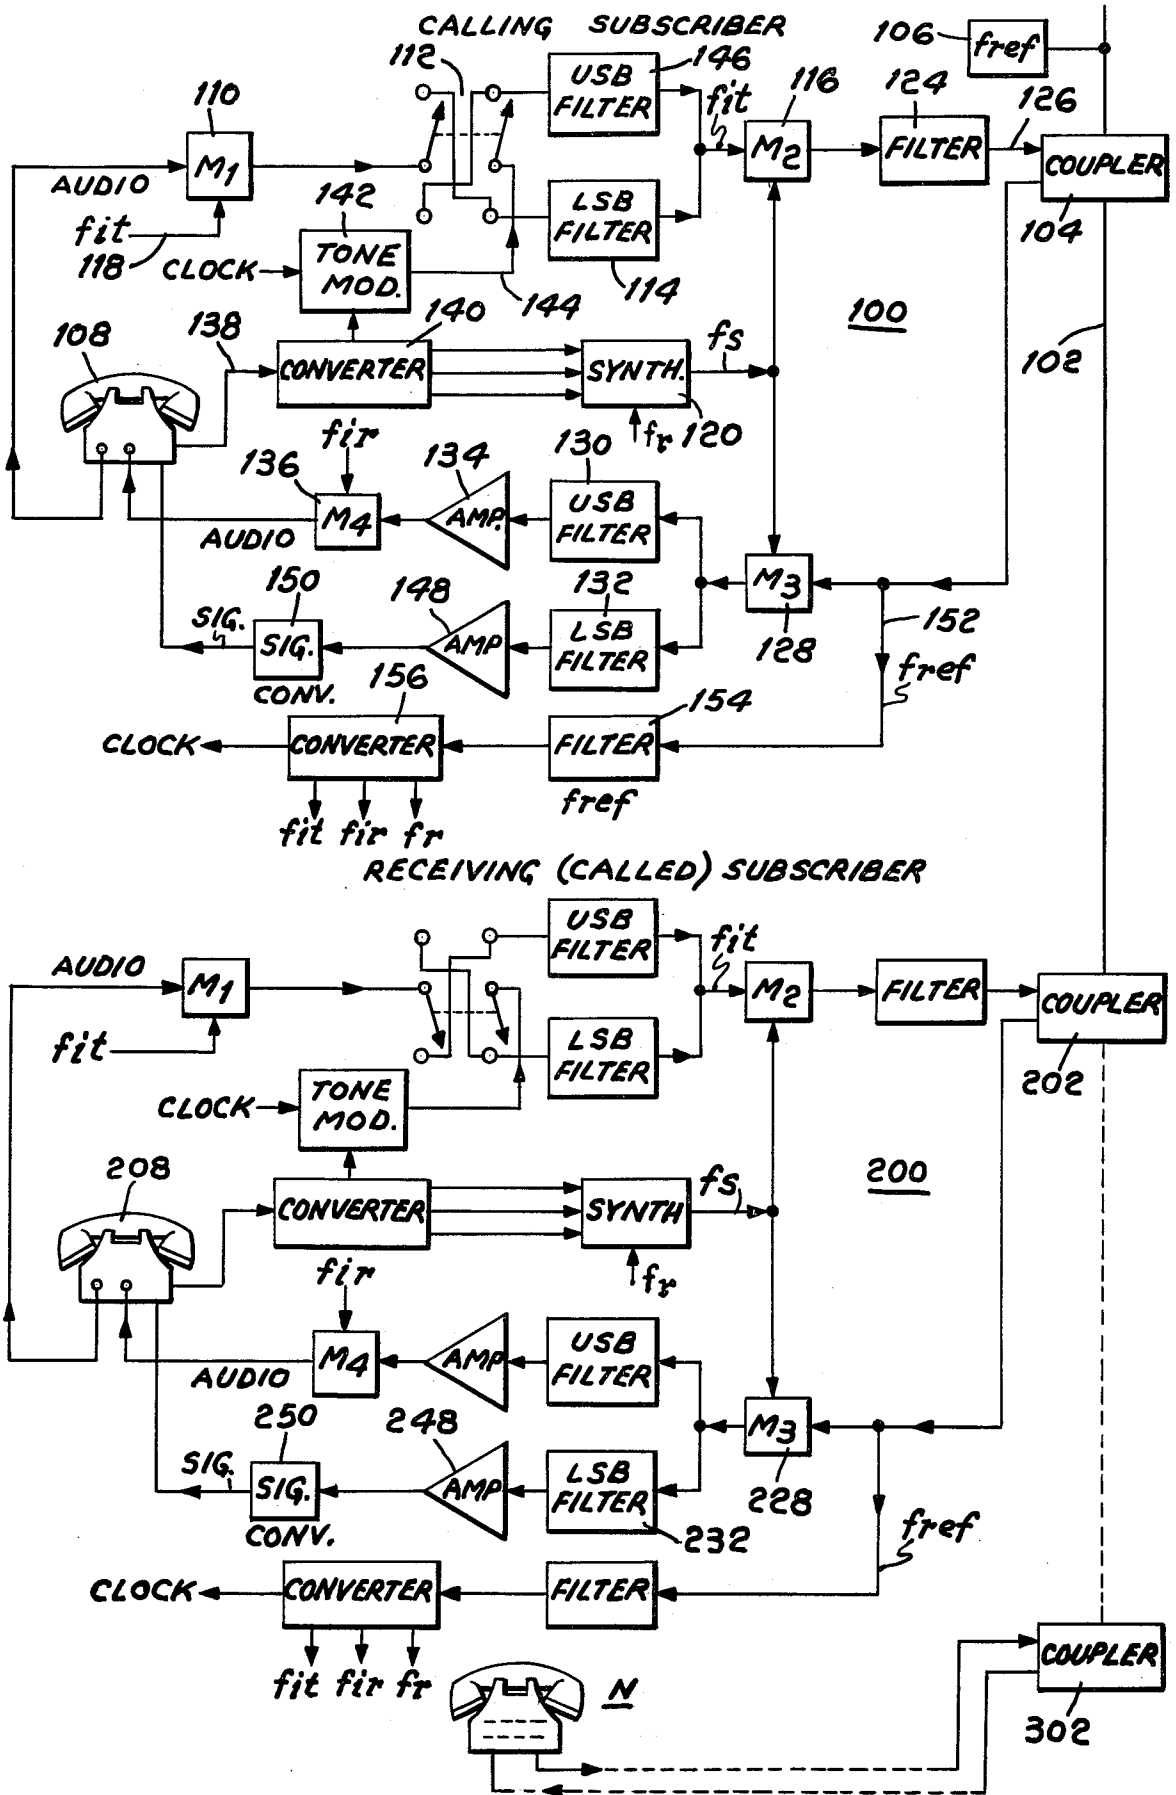 CALLING SUBSCRIBER
106
fref
112
146
USB
FILTER
fit
116
M2
124
FILTER
126
COUPLER
104
110
M1
AUDIO
fit
118
CLOCK
142
TONE
MOD.
144
LSB
FILTER
114
100
102
108
138
140
CONVERTER
SYNTH.
fs
fr
120
fir
136
M4
AUDIO
134
AMP.
130
USB
FILTER
M3
128
152
fref
SIG.
150
SIG.
CONV.
148
AMP
132
LSB
FILTER
156
CONVERTER
CLOCK
154
FILTER
fref
fit fir fr
RECEIVING (CALLED) SUBSCRIBER
USB
FILTER
fit
AUDIO
M1
fit
M2
FILTER
COUPLER
202
LSB
FILTER
CLOCK
TONE
MOD.
200
208
CONVERTER
SYNTH
fs
fr
fir
M4
AUDIO
AMP
USB
FILTER
M3
228
250
SIG.
SIG.
CONV.
248
AMP
LSB
FILTER
232
fref
CLOCK
CONVERTER
FILTER
fit fir fr
N
COUPLER
302